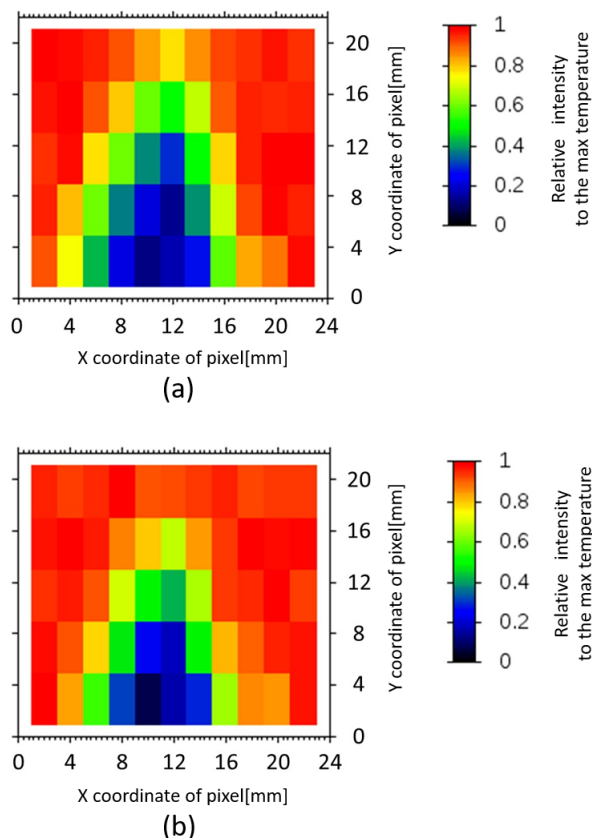 20
16
12
8
4
0
Y coordinate of pixel[mm]
0 4 8 12 16 20 24
X coordinate of pixel[mm]
1
0.8
0.6
0.4
0.2
0
Relative intensity
to the max temperature
(a)
20
16
12
8
4
0
Y coordinate of pixel[mm]
0 4 8 12 16 20 24
X coordinate of pixel[mm]
1
0.8
0.6
0.4
0.2
0
Relative intensity
to the max temperature
(b)